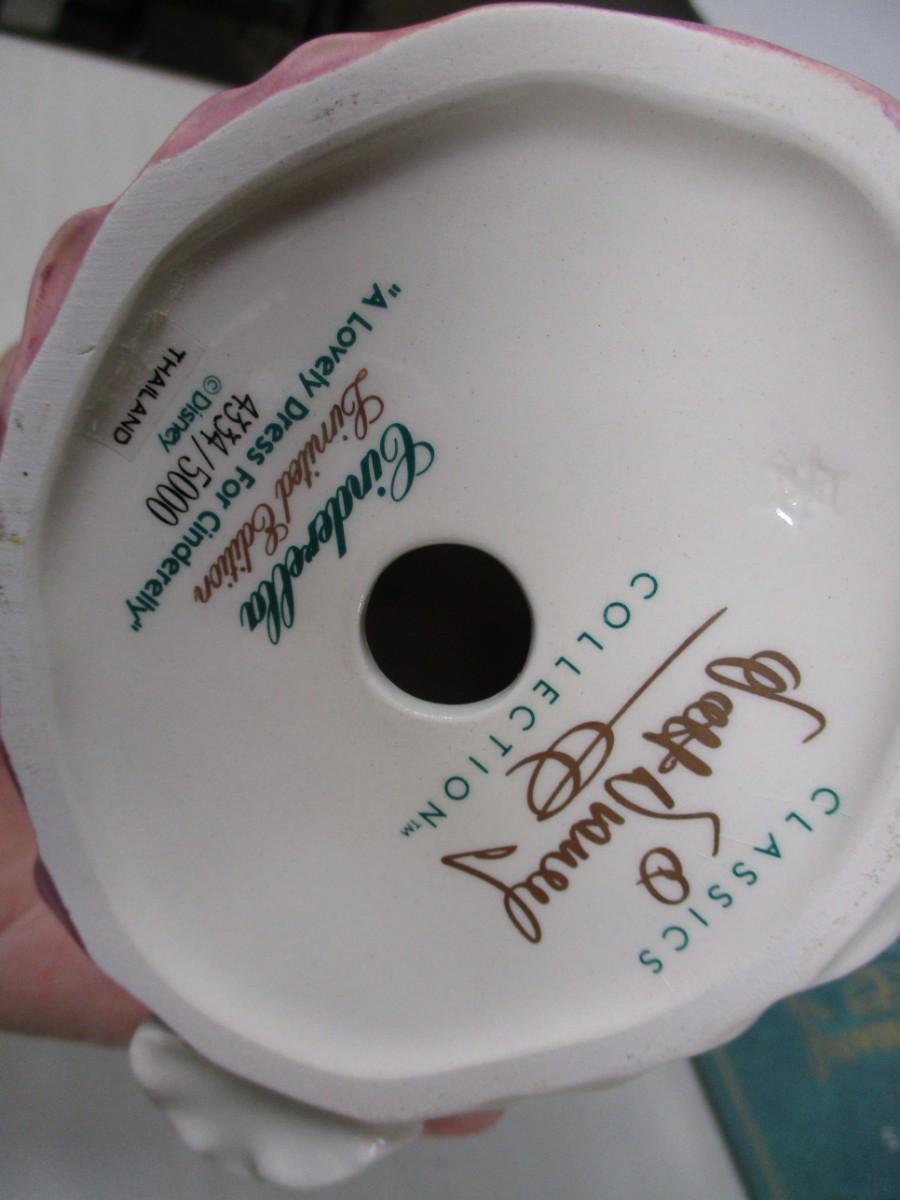 CLASSICS
Walt Disney
COLLECTION™
Cinderella
Limited Edition
"A Lovely Dress For Cinderelly"
4334/5000
©Disney
THAILAND